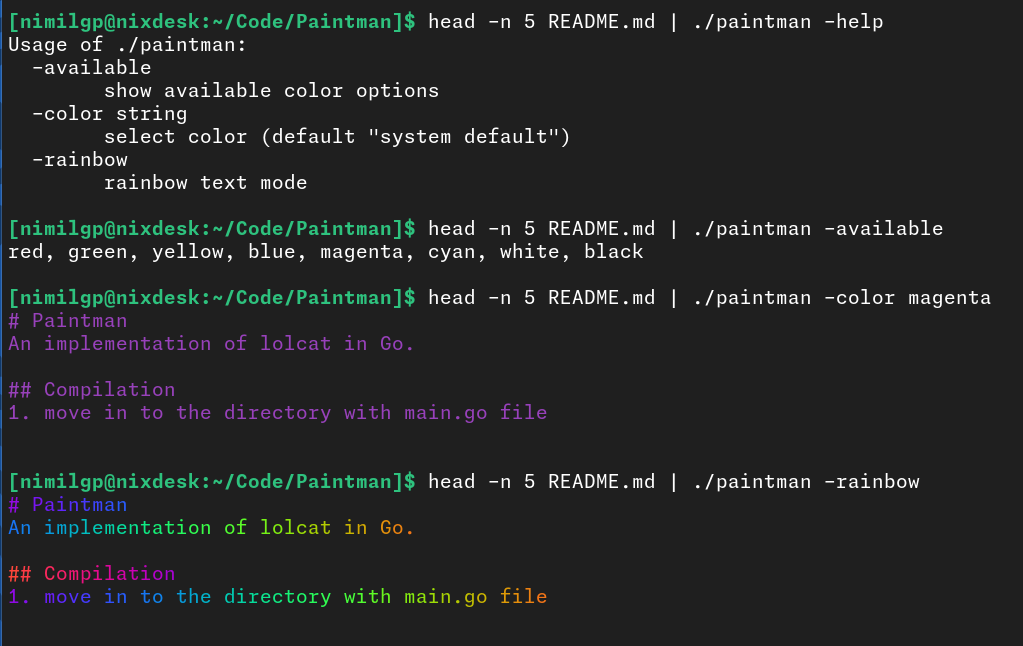 [nimilgp@nixdesk:~/Code/Paintman]$ head -n 5 README.md | ./paintman -help
Usage of ./paintman:
  -available
        show available color options
  -color string
        select color (default "system default")
  -rainbow
        rainbow text mode

[nimilgp@nixdesk:~/Code/Paintman]$ head -n 5 README.md | ./paintman -available
red, green, yellow, blue, magenta, cyan, white, black

[nimilgp@nixdesk:~/Code/Paintman]$ head -n 5 README.md | ./paintman -color magenta
# Paintman
An implementation of lolcat in Go.

## Compilation
1. move in to the directory with main.go file

[nimilgp@nixdesk:~/Code/Paintman]$ head -n 5 README.md | ./paintman -rainbow
# Paintman
An implementation of lolcat in Go.

## Compilation
1. move in to the directory with main.go file